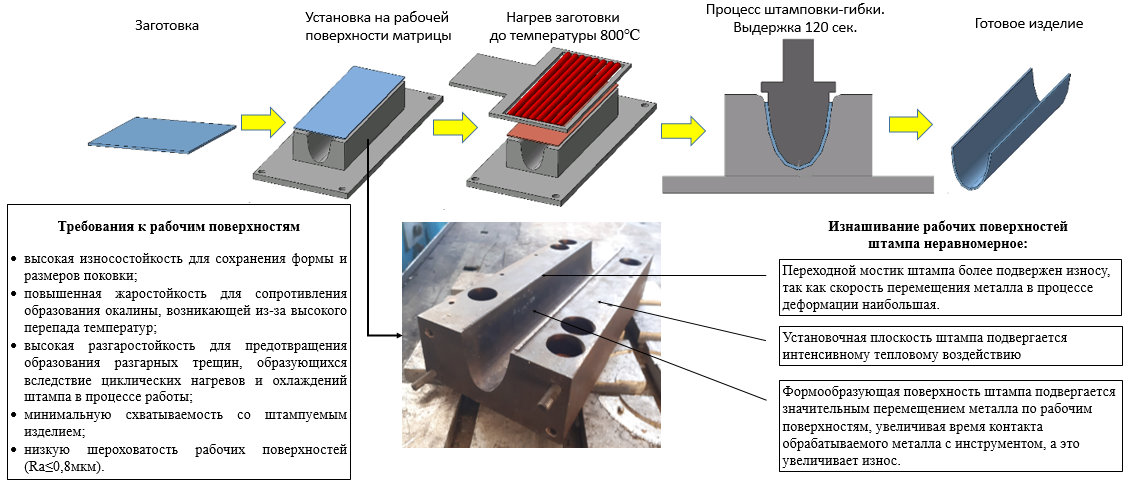 Заготовка
Установка на рабочей
поверхности матрицы
Нагрев заготовки
до температуры 800°С
Процесс штамповки-гибки.
Выдержка 120 сек.
Готовое изделие
Требования к рабочим поверхностям
• высокая износостойкость для сохранения формы и
размеров поковки;
• повышенная жаростойкость для сопротивления
образования окалины, возникающей из-за высокого
перепада температур;
• высокая разгаростойкость для предотвращения
образования разгарных трещин, образующихся
вследствие циклических нагревов и охлаждений
штампа в процессе работы;
• минимальную схватываемость со штампуемым
изделием;
• низкую шероховатость рабочих поверхностей
(Ra≤0,8мкм).
Изнашивание рабочих поверхностей
штампа неравномерное:
Переходной мостик штампа более подвержен износу,
так как скорость перемещения металла в процессе
деформации наибольшая.
Установочная плоскость штампа подвергается
интенсивному тепловому воздействию
Формообразующая поверхность штампа подвергается
значительным перемещением металла по рабочим
поверхностям, увеличивая время контакта
обрабатываемого металла с инструментом, а это
увеличивает износ.